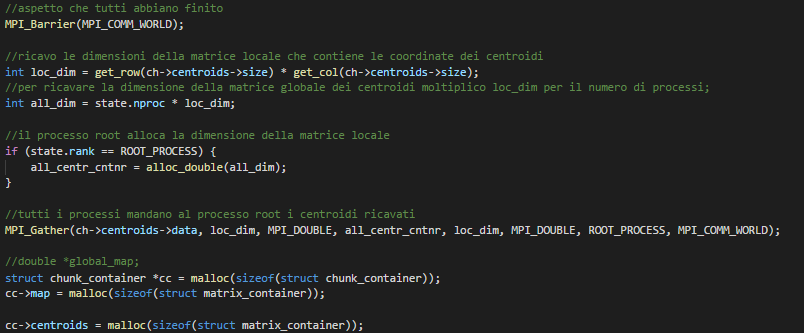 //aspetto che tutti abbiano finito
MPI_Barrier(MPI_COMM_WORLD);
//ricavo le dimensioni della matrice locale che contiene le coordinate dei centroidi
int loc_dim = get_row(ch->centroids->size) * get_col(ch->centroids->size);
//per ricavare la dimensione della matrice globale dei centroidi moltiplico loc_dim per il numero di processi;
int all_dim = state.nproc * loc_dim;
//il processo root alloca la dimensione della matrice locale
if (state.rank == ROOT_PROCESS) {
    all_centr_cntnr = alloc_double(all_dim);
}
//tutti i processi mandano al processo root i centroidi ricavati
MPI_Gather(ch->centroids->data, loc_dim, MPI_DOUBLE, all_centr_cntnr, loc_dim, MPI_DOUBLE, ROOT_PROCESS, MPI_COMM_WORLD);
//double *global_map;
struct chunk_container *cc = malloc(sizeof(struct chunk_container));
cc->map = malloc(sizeof(struct matrix_container));
cc->centroids = malloc(sizeof(struct matrix_container));